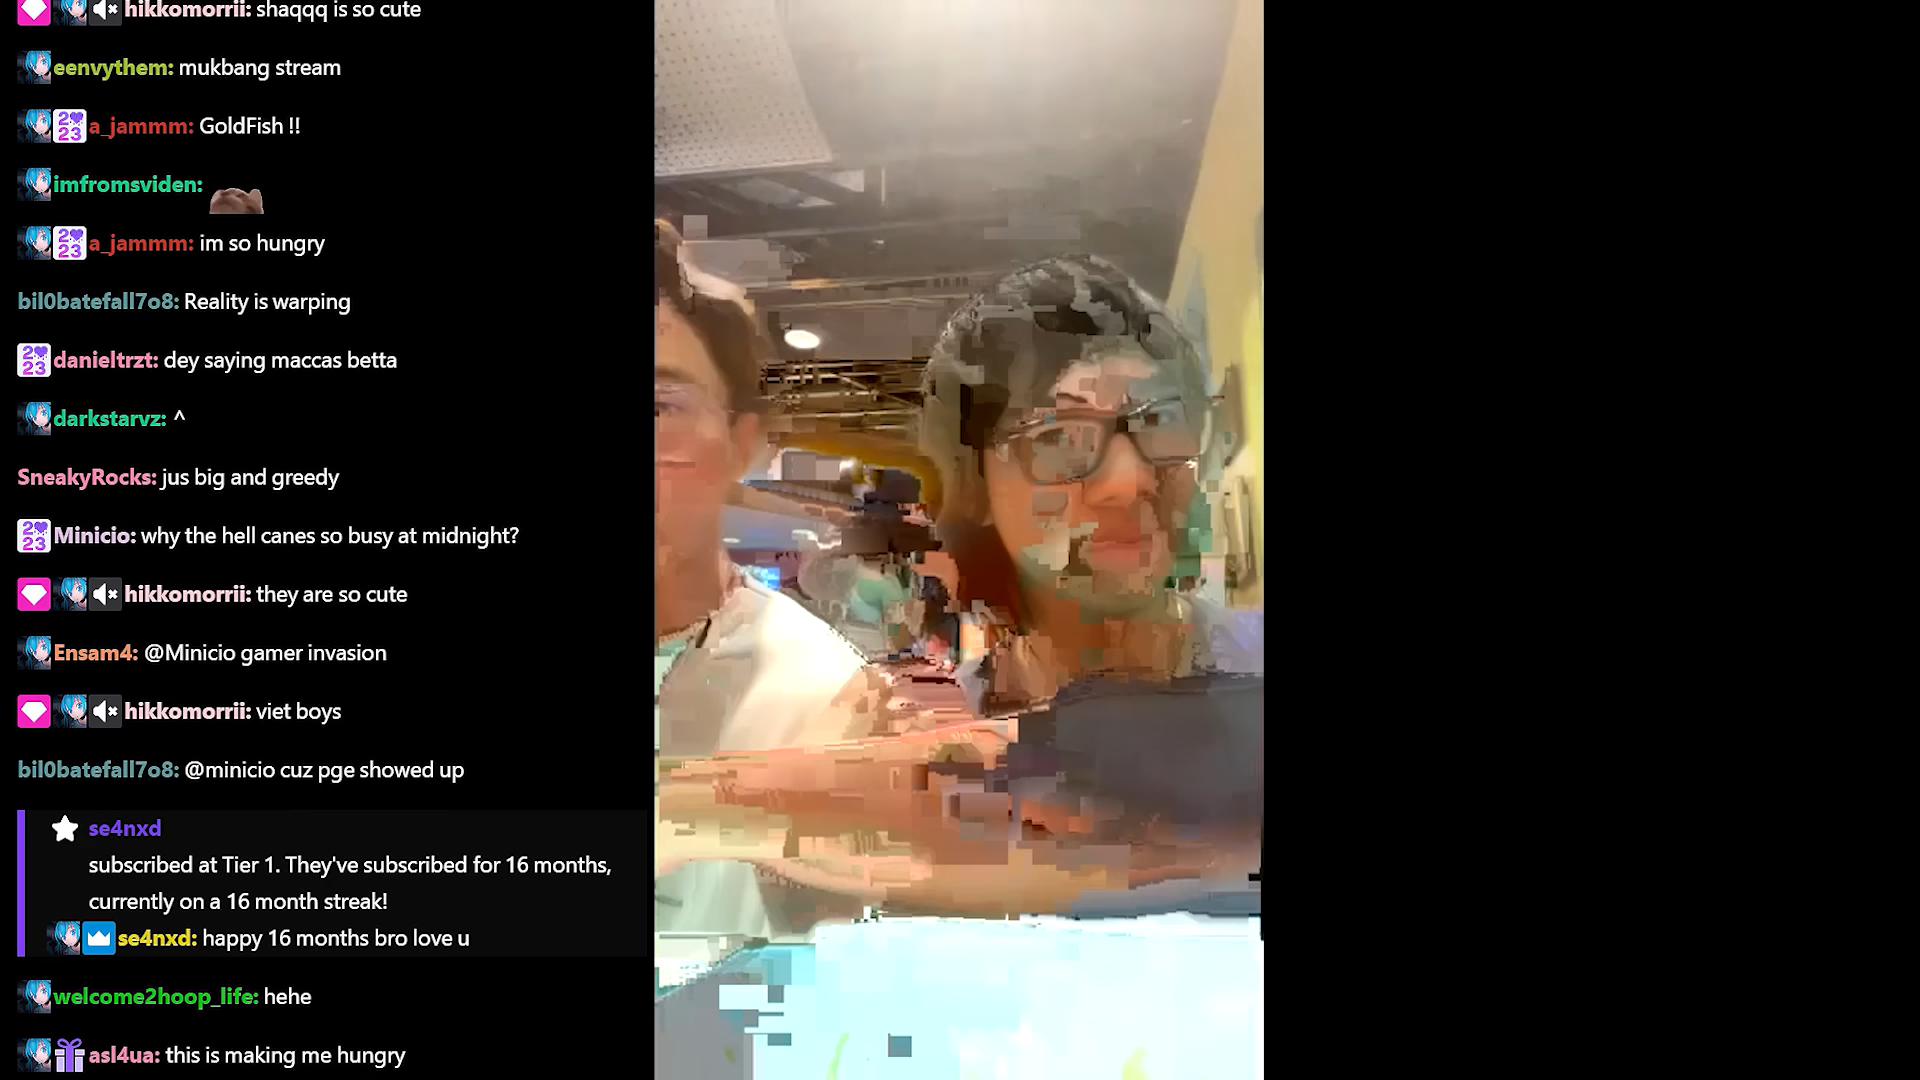 hikkomorrii: shaqqq is so cute
eenvythem: mukbang stream
2023 a_jammm: GoldFish !!
imfromsviden:
2023 a_jammm: im so hungry
bil0batefall7o8: Reality is warping
2023 danieltrzt: dey saying maccas betta
darkstarvz: ^
SneakyRocks: jus big and greedy
2023 Minicio: why the hell canes so busy at midnight?
hikkomorrii: they are so cute
Ensam4: @Minicio gamer invasion
hikkomorrii: viet boys
bil0batefall7o8: @minicio cuz pge showed up
se4nxd
subscribed at Tier 1. They've subscribed for 16 months,
currently on a 16 month streak!
se4nxd: happy 16 months bro love u
welcome2hoop_life: hehe
asl4ua: this is making me hungry